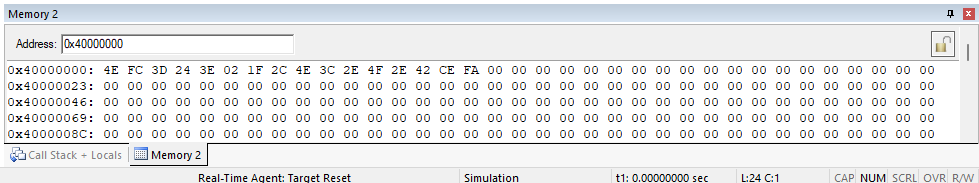 Memory 2
Address: 0x40000000
0x40000000: 4E FC 3D 24 3E 02 1F 2C 4E 3C 2E 4F 2E 42 CE FA 00 00 00 00 00 00 00 00 00 00 00 00 00 00 00 00 00 00 00
0x40000023: 00 00 00 00 00 00 00 00 00 00 00 00 00 00 00 00 00 00 00 00 00 00 00 00 00 00 00 00 00 00 00 00 00 00 00
0x40000046: 00 00 00 00 00 00 00 00 00 00 00 00 00 00 00 00 00 00 00 00 00 00 00 00 00 00 00 00 00 00 00 00 00 00 00
0x40000069: 00 00 00 00 00 00 00 00 00 00 00 00 00 00 00 00 00 00 00 00 00 00 00 00 00 00 00 00 00 00 00 00 00 00 00
0x4000008C: 00 00 00 00 00 00 00 00 00 00 00 00 00 00 00 00 00 00 00 00 00 00 00 00 00 00 00 00 00 00 00 00 00 00 00
Call Stack + Locals Memory 2
Real-Time Agent: Target Reset Simulation t1: 0.00000000 sec L:24 C:1 CAP NUM SCRL OVR R/W